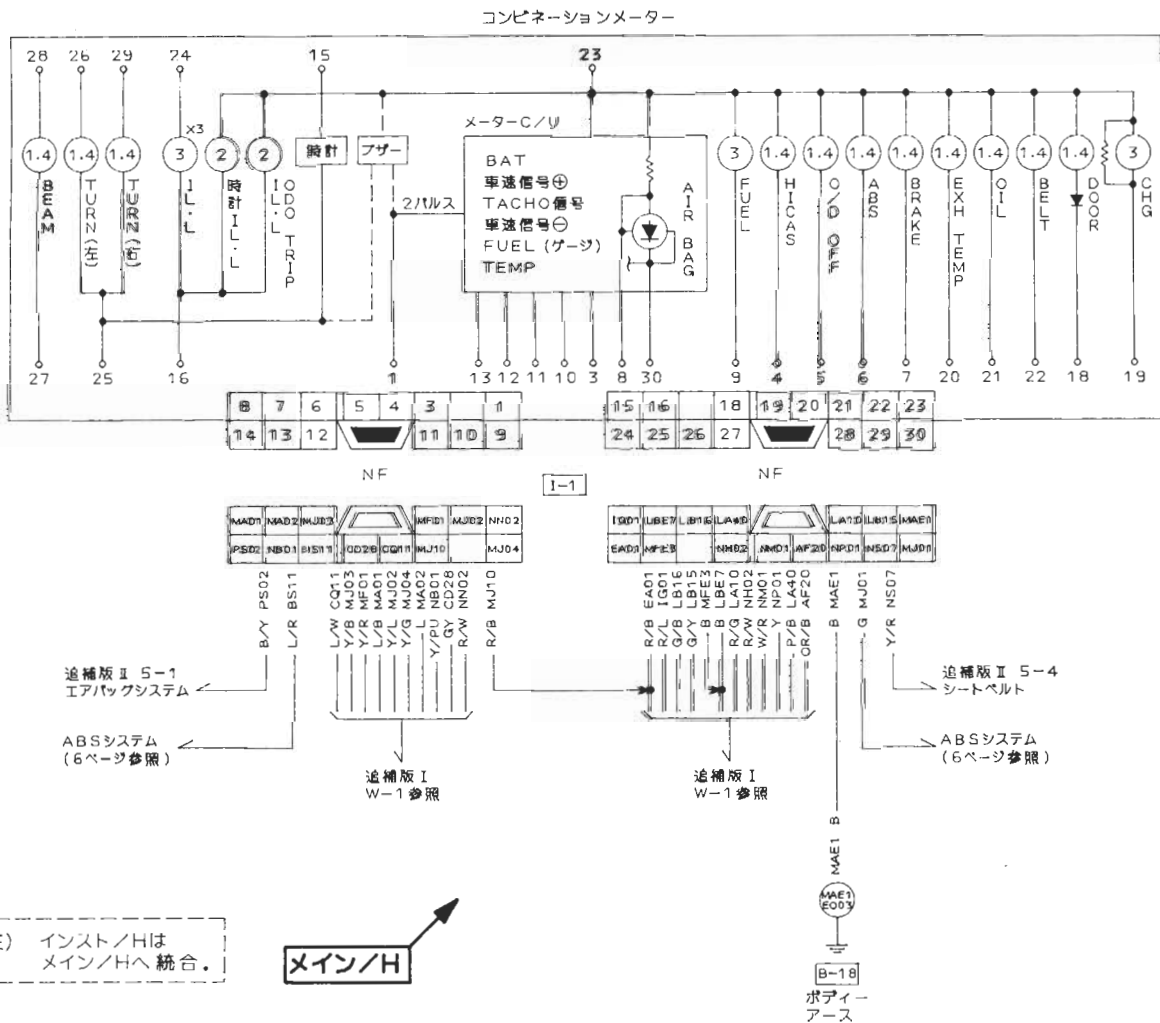 コンビネーションメーター
28 26 29 24 15 23
×3
1.4 1.4 1.4 3 2 2
BEAM
TURN(左)
TURN(右)
IL・L
時計IL・L
ODO TRIP
IL・L
時計
ブザー
2パルス
メーターC/U
BAT
車速信号⊕
TACHO信号
車速信号⊖
FUEL(ゲージ)
TEMP
AIR BAG
3 1.4 1.4 1.4 1.4 1.4 1.4 1.4 1.4 3
FUEL
HICAS
O/D OFF
ABS
BRAKE
EXH TEMP
OIL
BELT
DOOR
CHG
27 25 16 1 13 12 11 10 3 8 30 9 4 5 6 7 20 21 22 18 19
8 7 6 5 4 3 1
14 13 12 11 10 9
15 16 18 19 20 21 22 23
24 25 26 27 28 29 30
NF
NF
I-1
MA01 MA02 MJ03 MF01 MJ02 NN02
PS02 NB01 BS11 CD28 CQ11 MJ10 MJ04
IG01 LBE7 LB16 LA40 LA10 LB15 MAE1
EA01 MFE3 NH02 NM01 AF20 NP01 NS07 MJ01
B/Y PS02
L/R BS11
L/W CQ11
Y/B MJ03
Y/R MF01
L/B MA01
Y/L MJ02
Y/G MJ04
L MA02
Y/PU NB01
GY CD28
R/W NN02
R/B MJ10
R/B EA01
R/L IG01
G/B LB16
G/Y LB15
B MFE3
B LBE7
R/G LA10
R/W NH02
W/R NM01
Y NP01
P/B LA40
OR/B AF20
B MAE1
G MJ01
Y/R NS07
追補版Ⅱ S-1
エアバッグシステム
ABSシステム
(6ページ参照)
追補版Ⅰ
W-1参照
追補版Ⅰ
W-1参照
追補版Ⅱ S-4
シートベルト
ABSシステム
(6ページ参照)
MAE1 B
MAE1
E003
B-18
ボディー
アース
) インスト/Hは
メイン/Hへ統合.
メイン/H